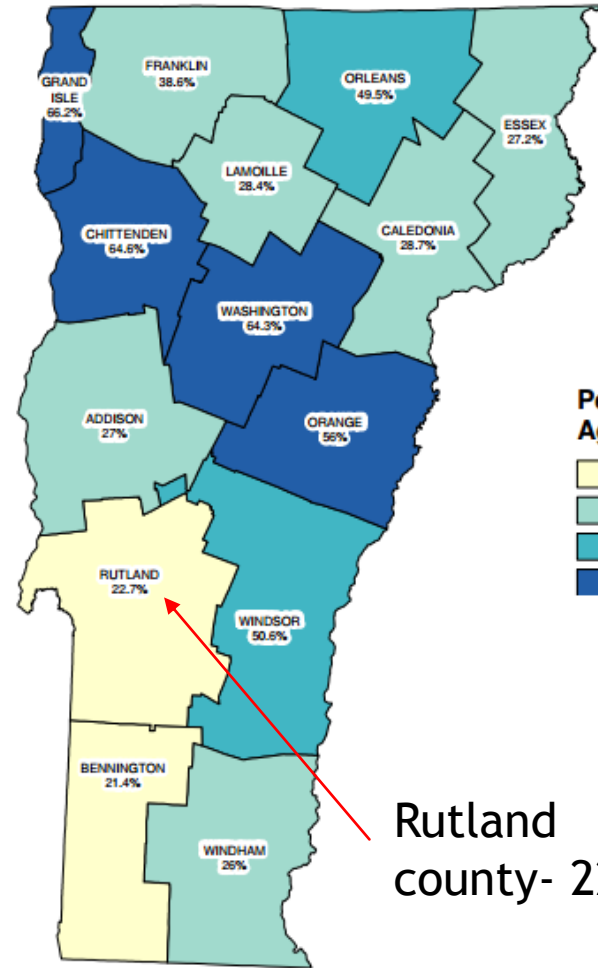 FRANKLIN
38.6%
GRAND
ISLE
66.2%
ORLEANS
49.5%
ESSEX
27.2%
LAMOILLE
28.4%
CHITTENDEN
64.6%
CALEDONIA
28.7%
WASHINGTON
64.3%
ADDISON
27%
ORANGE
56%
RUTLAND
22.7%
WINDSOR
50.6%
BENNINGTON
21.4%
WINDHAM
26%
Rutland
county-